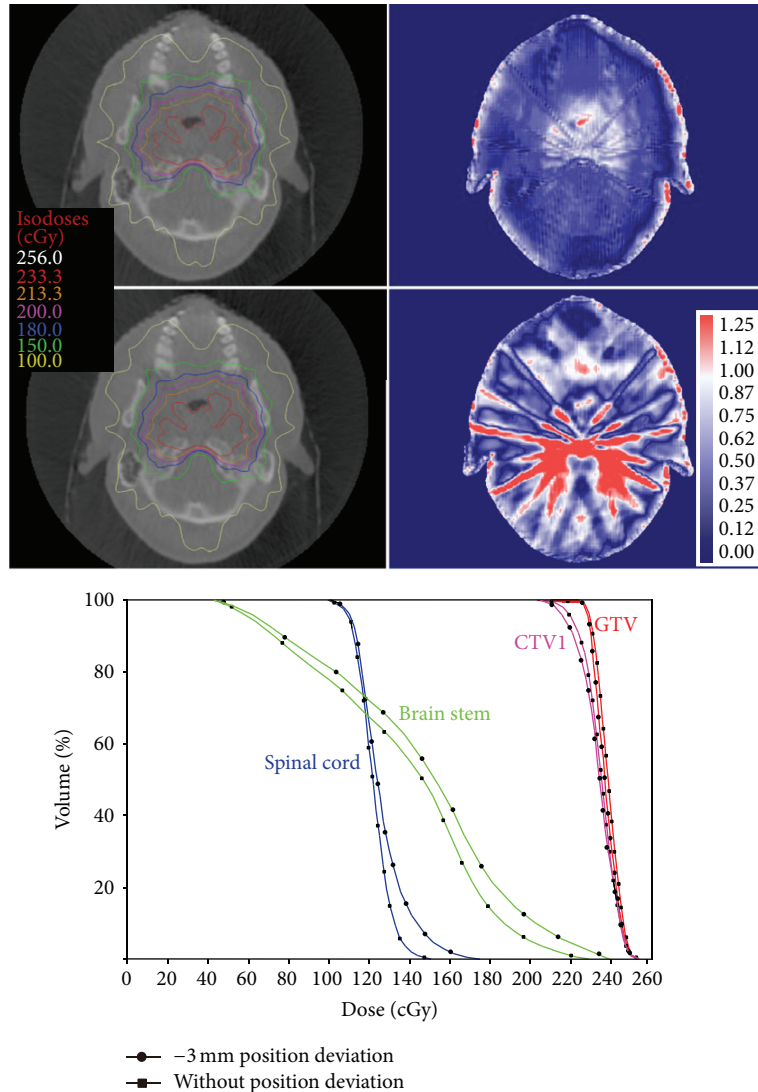 Isodoses
(cGy)
256.0
233.3
213.3
200.0
180.0
150.0
100.0
1.25
1.12
1.00
0.87
0.75
0.62
0.50
1.37
0.25
0.12
0.00
100
80
60
40
20
Volume (%)
GTV
CTV1
Brain stem
Spinal cord
0 20 40 60 80 100 120 140 160 180 200 220 240 260
Dose (cGy)
−3 mm position deviation
Without position deviation